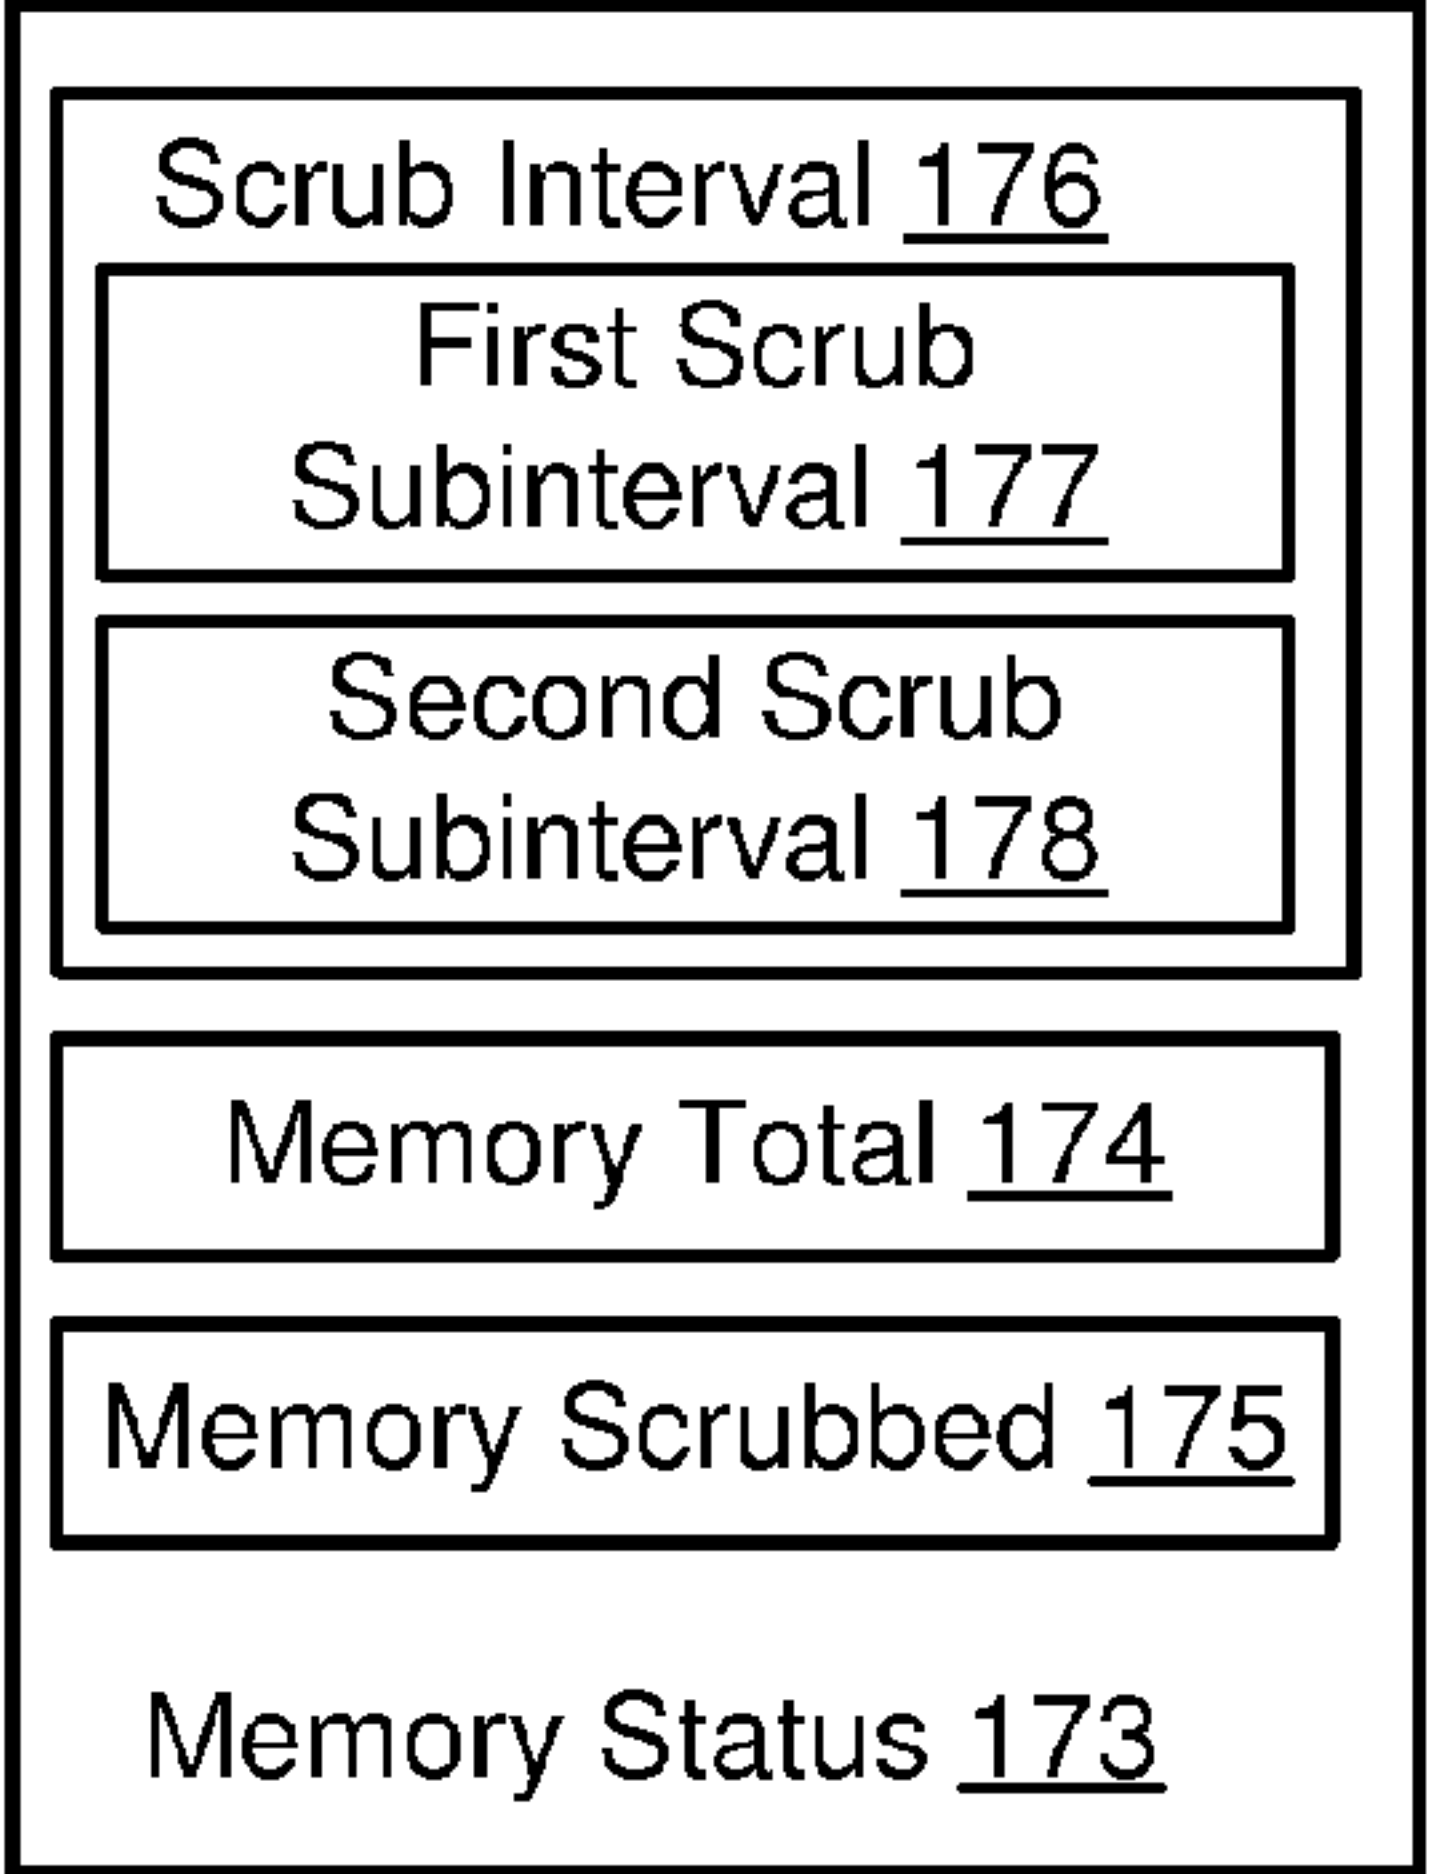 Scrub Interval 176
First Scrub
Subinterval 177
Second Scrub
Subinterval 178
Memory Total 174
Memory Scrubbed 175
Memory Status 173